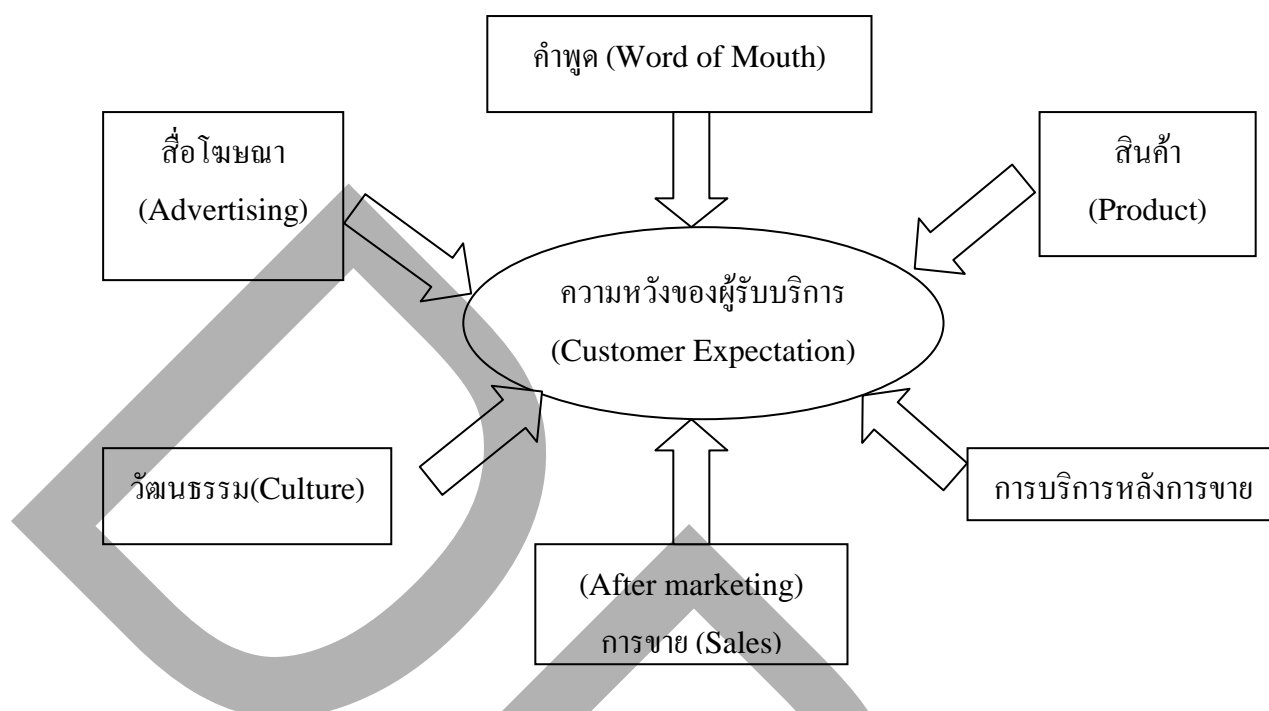 คำพูด (Word of Mouth)
สื่อโฆษณา
(Advertising)
สินค้า
(Product)
ความหวังของผู้รับบริการ
(Customer Expectation)
วัฒนธรรม(Culture)
การบริการหลังการขาย
(After marketing)
การขาย (Sales)